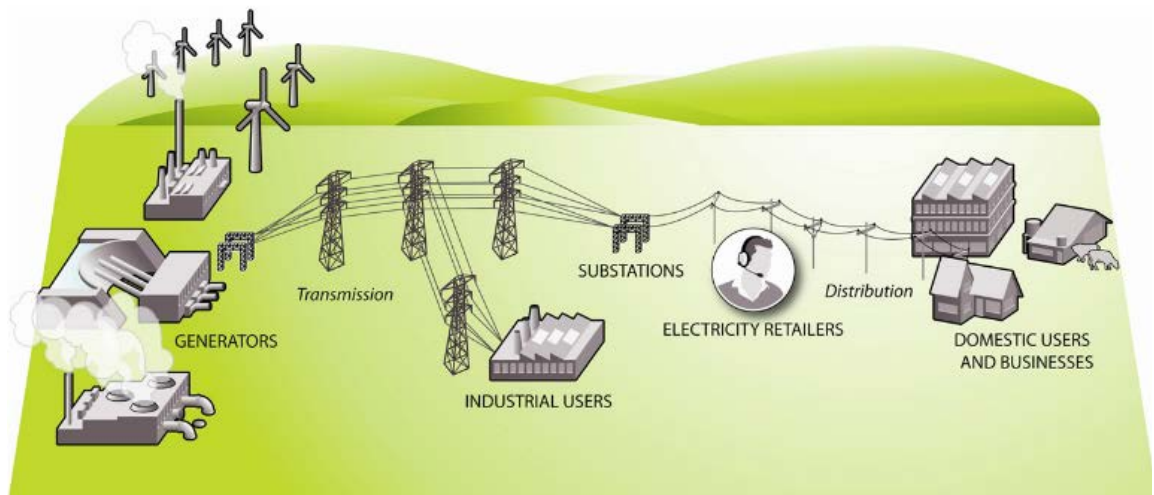 Transmission
GENERATORS
INDUSTRIAL USERS
SUBSTATIONS
ELECTRICITY RETAILERS
Distribution
DOMESTIC USERS
AND BUSINESSES